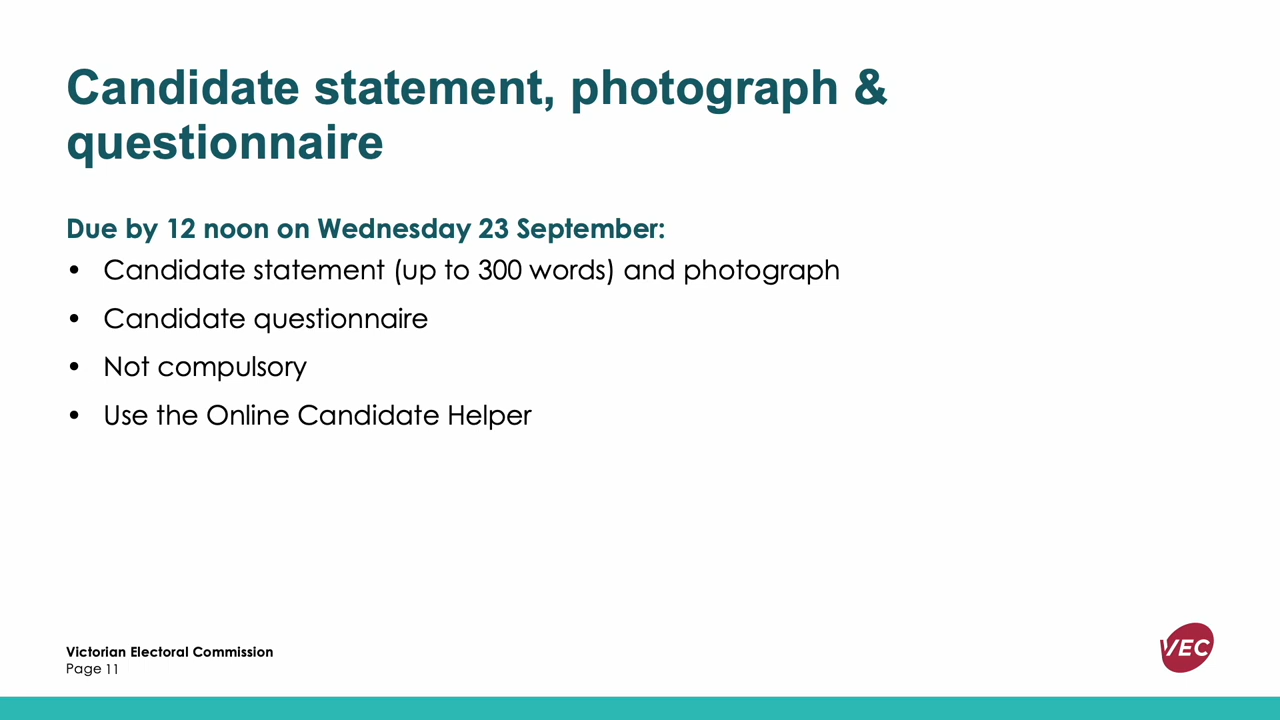 Candidate statement, photograph &
questionnaire
Due by 12 noon on Wednesday 23 September:
• Candidate statement (up to 300 words) and photograph
• Candidate questionnaire
• Not compulsory
• Use the Online Candidate Helper
Victorian Electoral Commission
Page 11
VEC